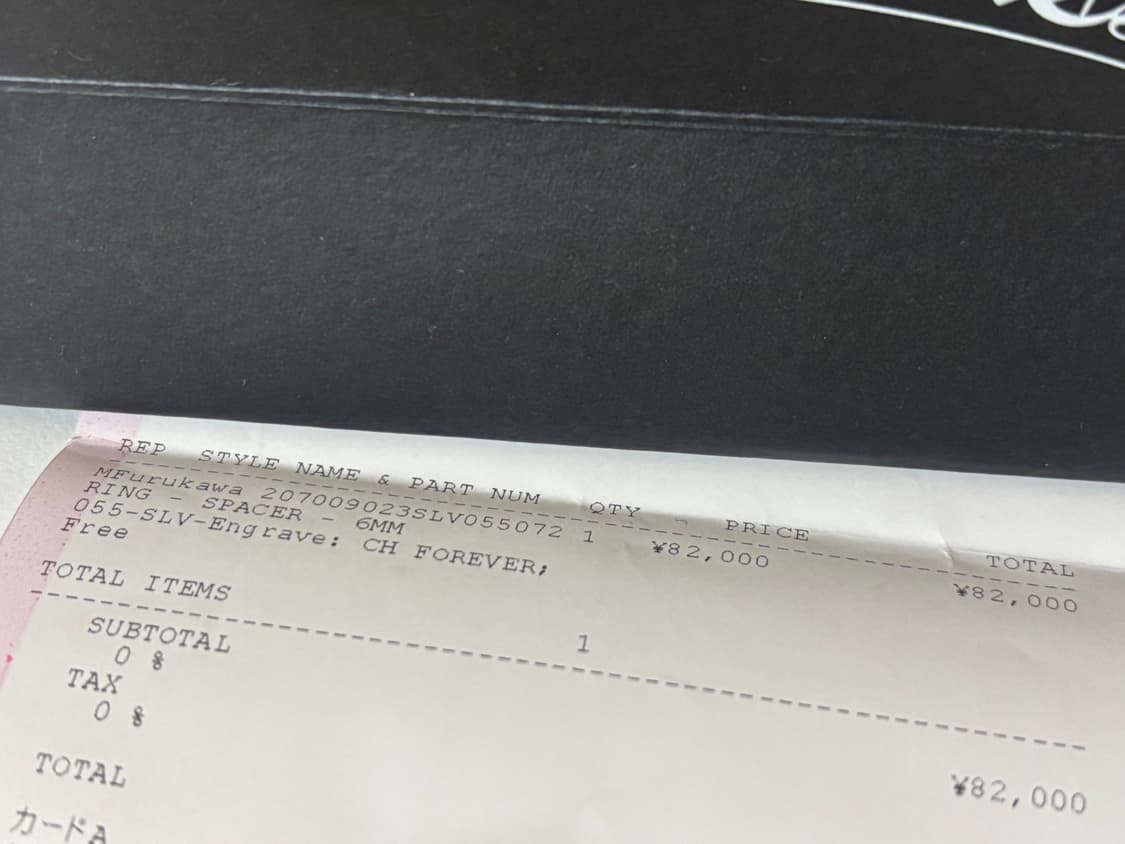 REP STYLE NAME & PART NUM QTY - PRICE TOTAL
MFurukawa 207009023SLV055072 1 ¥82,000 ¥82,000
RING - SPACER - 6MM
055-SLV-Engrave: CH FOREVER;
Free
TOTAL ITEMS 1
SUBTOTAL
0 %
TAX
0 %
TOTAL ¥82,000
カードA